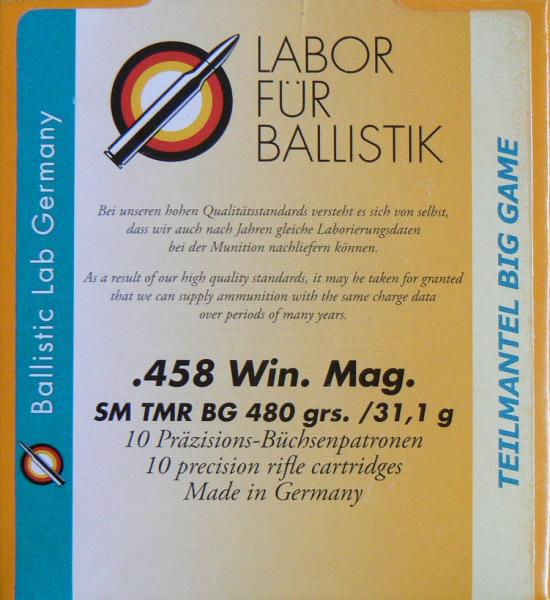 LABOR
FÜR
BALLISTIK
Bei unseren hohen Qualitätsstandards versteht es sich von selbst,
dass wir auch nach Jahren gleiche Laborierungsdaten
bei der Munition nachliefern können.
As a result of our high quality standards, it may be taken for granted
that we can supply ammunition with the same charge data
over periods of many years.
.458 Win. Mag.
SM TMR BG 480 grs. /31,1 g
10 Präzisions-Büchsenpatronen
10 precision rifle cartridges
Made in Germany
Ballistic Lab Germany
TEILMANTEL BIG GAME